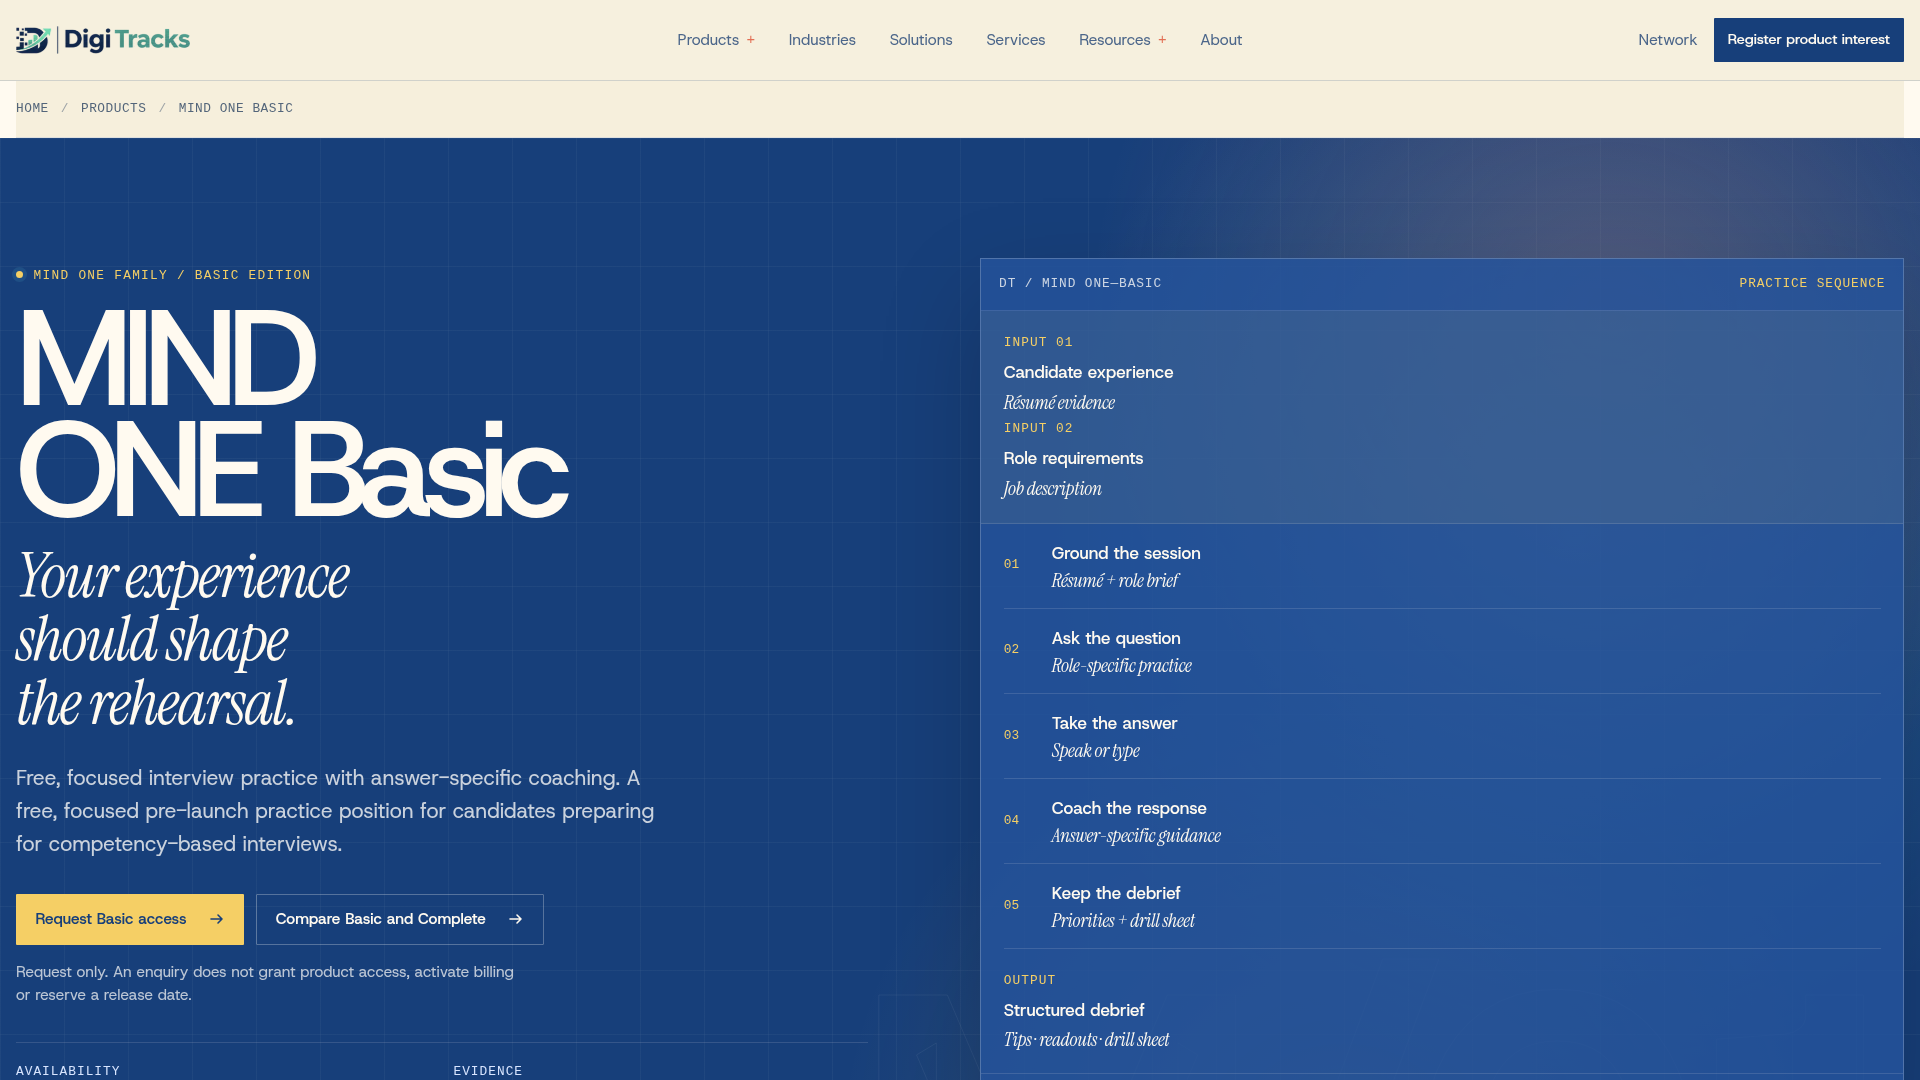 Digi Tracks
Products +
Industries
Solutions
Services
Resources +
About
Network
Register product interest
HOME / PRODUCTS / MIND ONE BASIC
MIND ONE FAMILY / BASIC EDITION
MIND
ONE Basic
Your experience
should shape
the rehearsal.
Free, focused interview practice with answer-specific coaching. A
free, focused pre-launch practice position for candidates preparing
for competency-based interviews.
Request Basic access →
Compare Basic and Complete →
Request only. An enquiry does not grant product access, activate billing
or reserve a release date.
AVAILABILITY
EVIDENCE
DT / MIND ONE—BASIC
PRACTICE SEQUENCE
INPUT 01
Candidate experience
Résumé evidence
INPUT 02
Role requirements
Job description
01
Ground the session
Résumé + role brief
02
Ask the question
Role-specific practice
03
Take the answer
Speak or type
04
Coach the response
Answer-specific guidance
05
Keep the debrief
Priorities + drill sheet
OUTPUT
Structured debrief
Tips · readouts · drill sheet